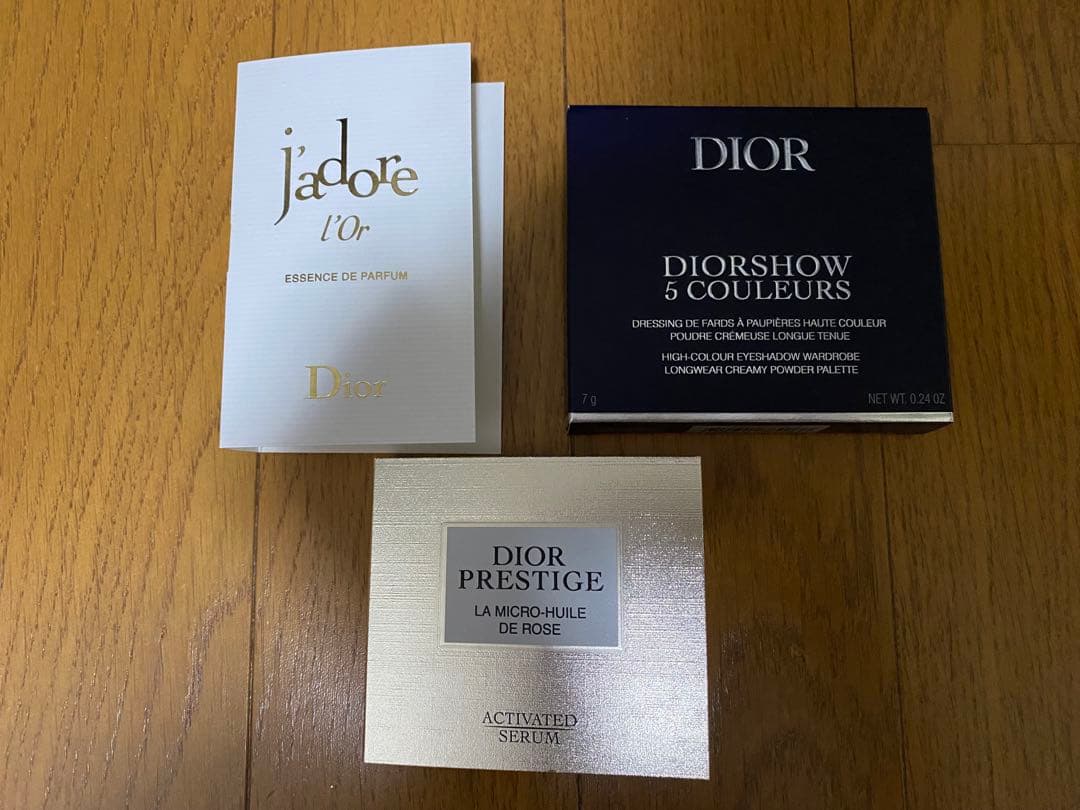 j'adore
l'Or
ESSENCE DE PARFUM
Dior
DIOR
DIORSHOW
5 COULEURS
DRESSING DE FARDS À PAUPIÈRES HAUTE COULEUR
POUDRE CRÉMEUSE LONGUE TENUE
HIGH-COLOUR EYESHADOW WARDROBE
LONGWEAR CREAMY POWDER PALETTE
7 g
NET WT. 0.24 OZ
DIOR
PRESTIGE
LA MICRO-HUILE
DE ROSE
ACTIVATED
SERUM